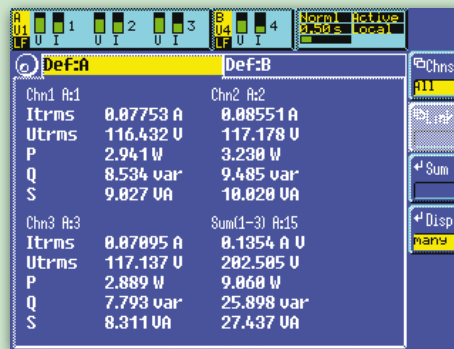 A
U1
LF
U I 1
U I 2
U I 3
B
U4
LF
U I 4
Norml Active
0.50s Local
Def:A
Def:B
Chn1 A:1
Itrms 0.07753 A
Utrms 116.432 V
P 2.941 W
Q 8.534 var
S 9.027 VA
Chn2 A:2
0.08551 A
117.178 V
3.230 W
9.485 var
10.020 VA
Chn3 A:3
Itrms 0.07095 A
Utrms 117.137 V
P 2.889 W
Q 7.793 var
S 8.311 VA
Sum(1-3) A:15
0.1354 A V
202.505 V
9.060 W
25.898 var
27.437 VA
Chns
All
Link
Sum
Disp
many